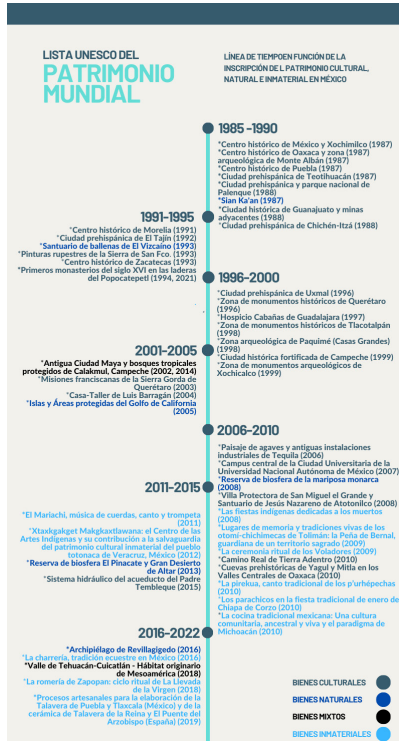 LISTA UNESCO DEL
PATRIMONIO
MUNDIAL
LÍNEA DE TIEMPOEN FUNCIÓN DE LA
INSCRIPCIÓN DE L PATRIMONIO CULTURAL,
NATURAL E INMATERIAL EN MÉXICO
1985 -1990
*Centro histórico de México y Xochimilco (1987)
*Centro histórico de Oaxaca y zona (1987)
arqueológica de Monte Albán (1987)
*Centro histórico de Puebla (1987)
*Ciudad prehispánica de Teotihuacán (1987)
*Ciudad prehispánica y parque nacional de
Palenque (1988)
*Sian Ka'an (1987)
*Ciudad histórica de Guanajuato y minas
adyacentes (1988)
*Ciudad prehispánica de Chichén-Itzá (1988)
1991-1995
*Centro histórico de Morelia (1991)
*Ciudad prehispánica de El Tajín (1992)
*Santuario de ballenas de El Vizcaíno (1993)
*Pinturas rupestres de la Sierra de San Fco. (1993)
*Centro histórico de Zacatecas (1993)
*Primeros monasterios del siglo XVI en las laderas
del Popocatepetl (1994, 2021)
1996-2000
*Ciudad prehispánica de Uxmal (1996)
*Zona de monumentos históricos de Querétaro
(1996)
*Hospicio Cabañas de Guadalajara (1997)
*Zona de monumentos históricos de Tlacotalpán
(1998)
*Zona arqueológica de Paquimé (Casas Grandes)
(1998)
*Ciudad histórica fortificada de Campeche (1999)
*Zona de monumentos arqueológicos de
Xochicalco (1999)
2001-2005
*Antigua Ciudad Maya y bosques tropicales
protegidos de Calakmul, Campeche (2002, 2014)
*Misiones franciscanas de la Sierra Gorda de
Querétaro (2003)
*Casa-Taller de Luis Barragán (2004)
*Islas y Áreas protegidas del Golfo de California
(2005)
2006-2010
*Paisaje de agaves y antiguas instalaciones
industriales de Tequila (2006)
*Campus central de la Ciudad Universitaria de la
Universidad Nacional Autónoma de México (2007)
*Reserva de biosfera de la mariposa monarca
(2008)
*Villa Protectora de San Miguel el Grande y
Santuario de Jesús Nazareno de Atotonilco (2008)
*Las fiestas indígenas dedicadas a los muertos
(2008)
*Lugares de memoria y tradiciones vivas de los
otomí-chichimecas de Tolimán: la Peña de Bernal,
guardiana de un territorio sagrado (2009)
*La ceremonia ritual de los Voladores (2009)
*Camino Real de Tierra Adentro (2010)
*Cuevas prehistóricas de Yagul y Mitla en los
Valles Centrales de Oaxaca (2010)
*La pirekua, canto tradicional de los p'urhépechas
(2010)
*Los parachicos en la fiesta tradicional de enero de
Chiapa de Corzo (2010)
*La cocina tradicional mexicana: Una cultura
comunitaria, ancestral y viva y el paradigma de
Michoacán (2010)
2011-2015
*El Mariachi, música de cuerdas, canto y trompeta
(2011)
*Xtaxkgakget Makgkaxtlawana: el Centro de las
Artes Indígenas y su contribución a la salvaguardia
del patrimonio cultural inmaterial del pueblo
totonaca de Veracruz, México (2012)
*Reserva de biosfera El Pinacate y Gran Desierto
de Altar (2013)
*Sistema hidráulico del acueducto del Padre
Tembleque (2015)
2016-2022
*Archipiélago de Revillagigedo (2016)
*La charrería, tradición ecuestre en México (2016)
*Valle de Tehuacán-Cuicatlán - Hábitat originario
de Mesoamérica (2018)
*La romería de Zapopan: ciclo ritual de La Llevada
de la Virgen (2018)
*Procesos artesanales para la elaboración de la
Talavera de Puebla y Tlaxcala (México) y de la
cerámica de Talavera de la Reina y El Puente del
Arzobispo (España) (2019)
BIENES CULTURALES
BIENES NATURALES
BIENES MIXTOS
BIENES INMATERIALES